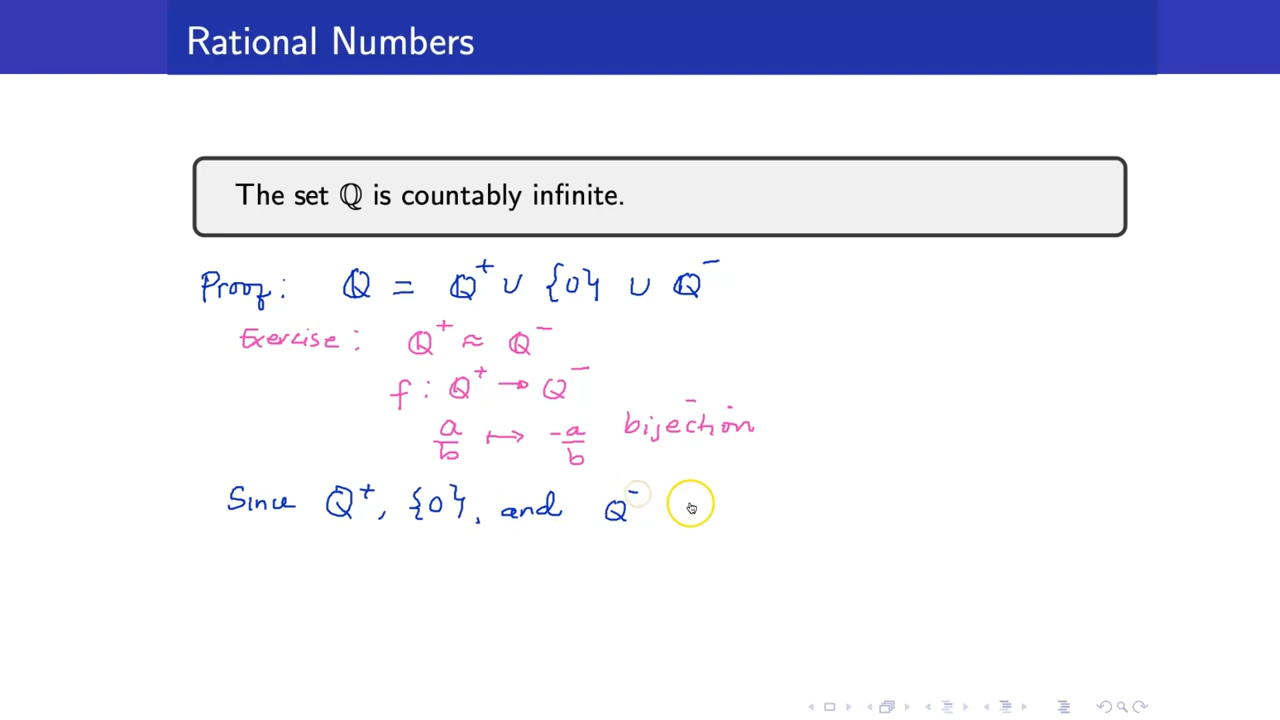 Rational Numbers
The set ℚ is countably infinite.
Proof: ℚ = ℚ⁺ ∪ {0} ∪ ℚ⁻
Exercise: ℚ⁺ ≈ ℚ⁻
f : ℚ⁺ → ℚ⁻
a/b ↦ -a/b bijection
Since ℚ⁺, {0}, and ℚ⁻